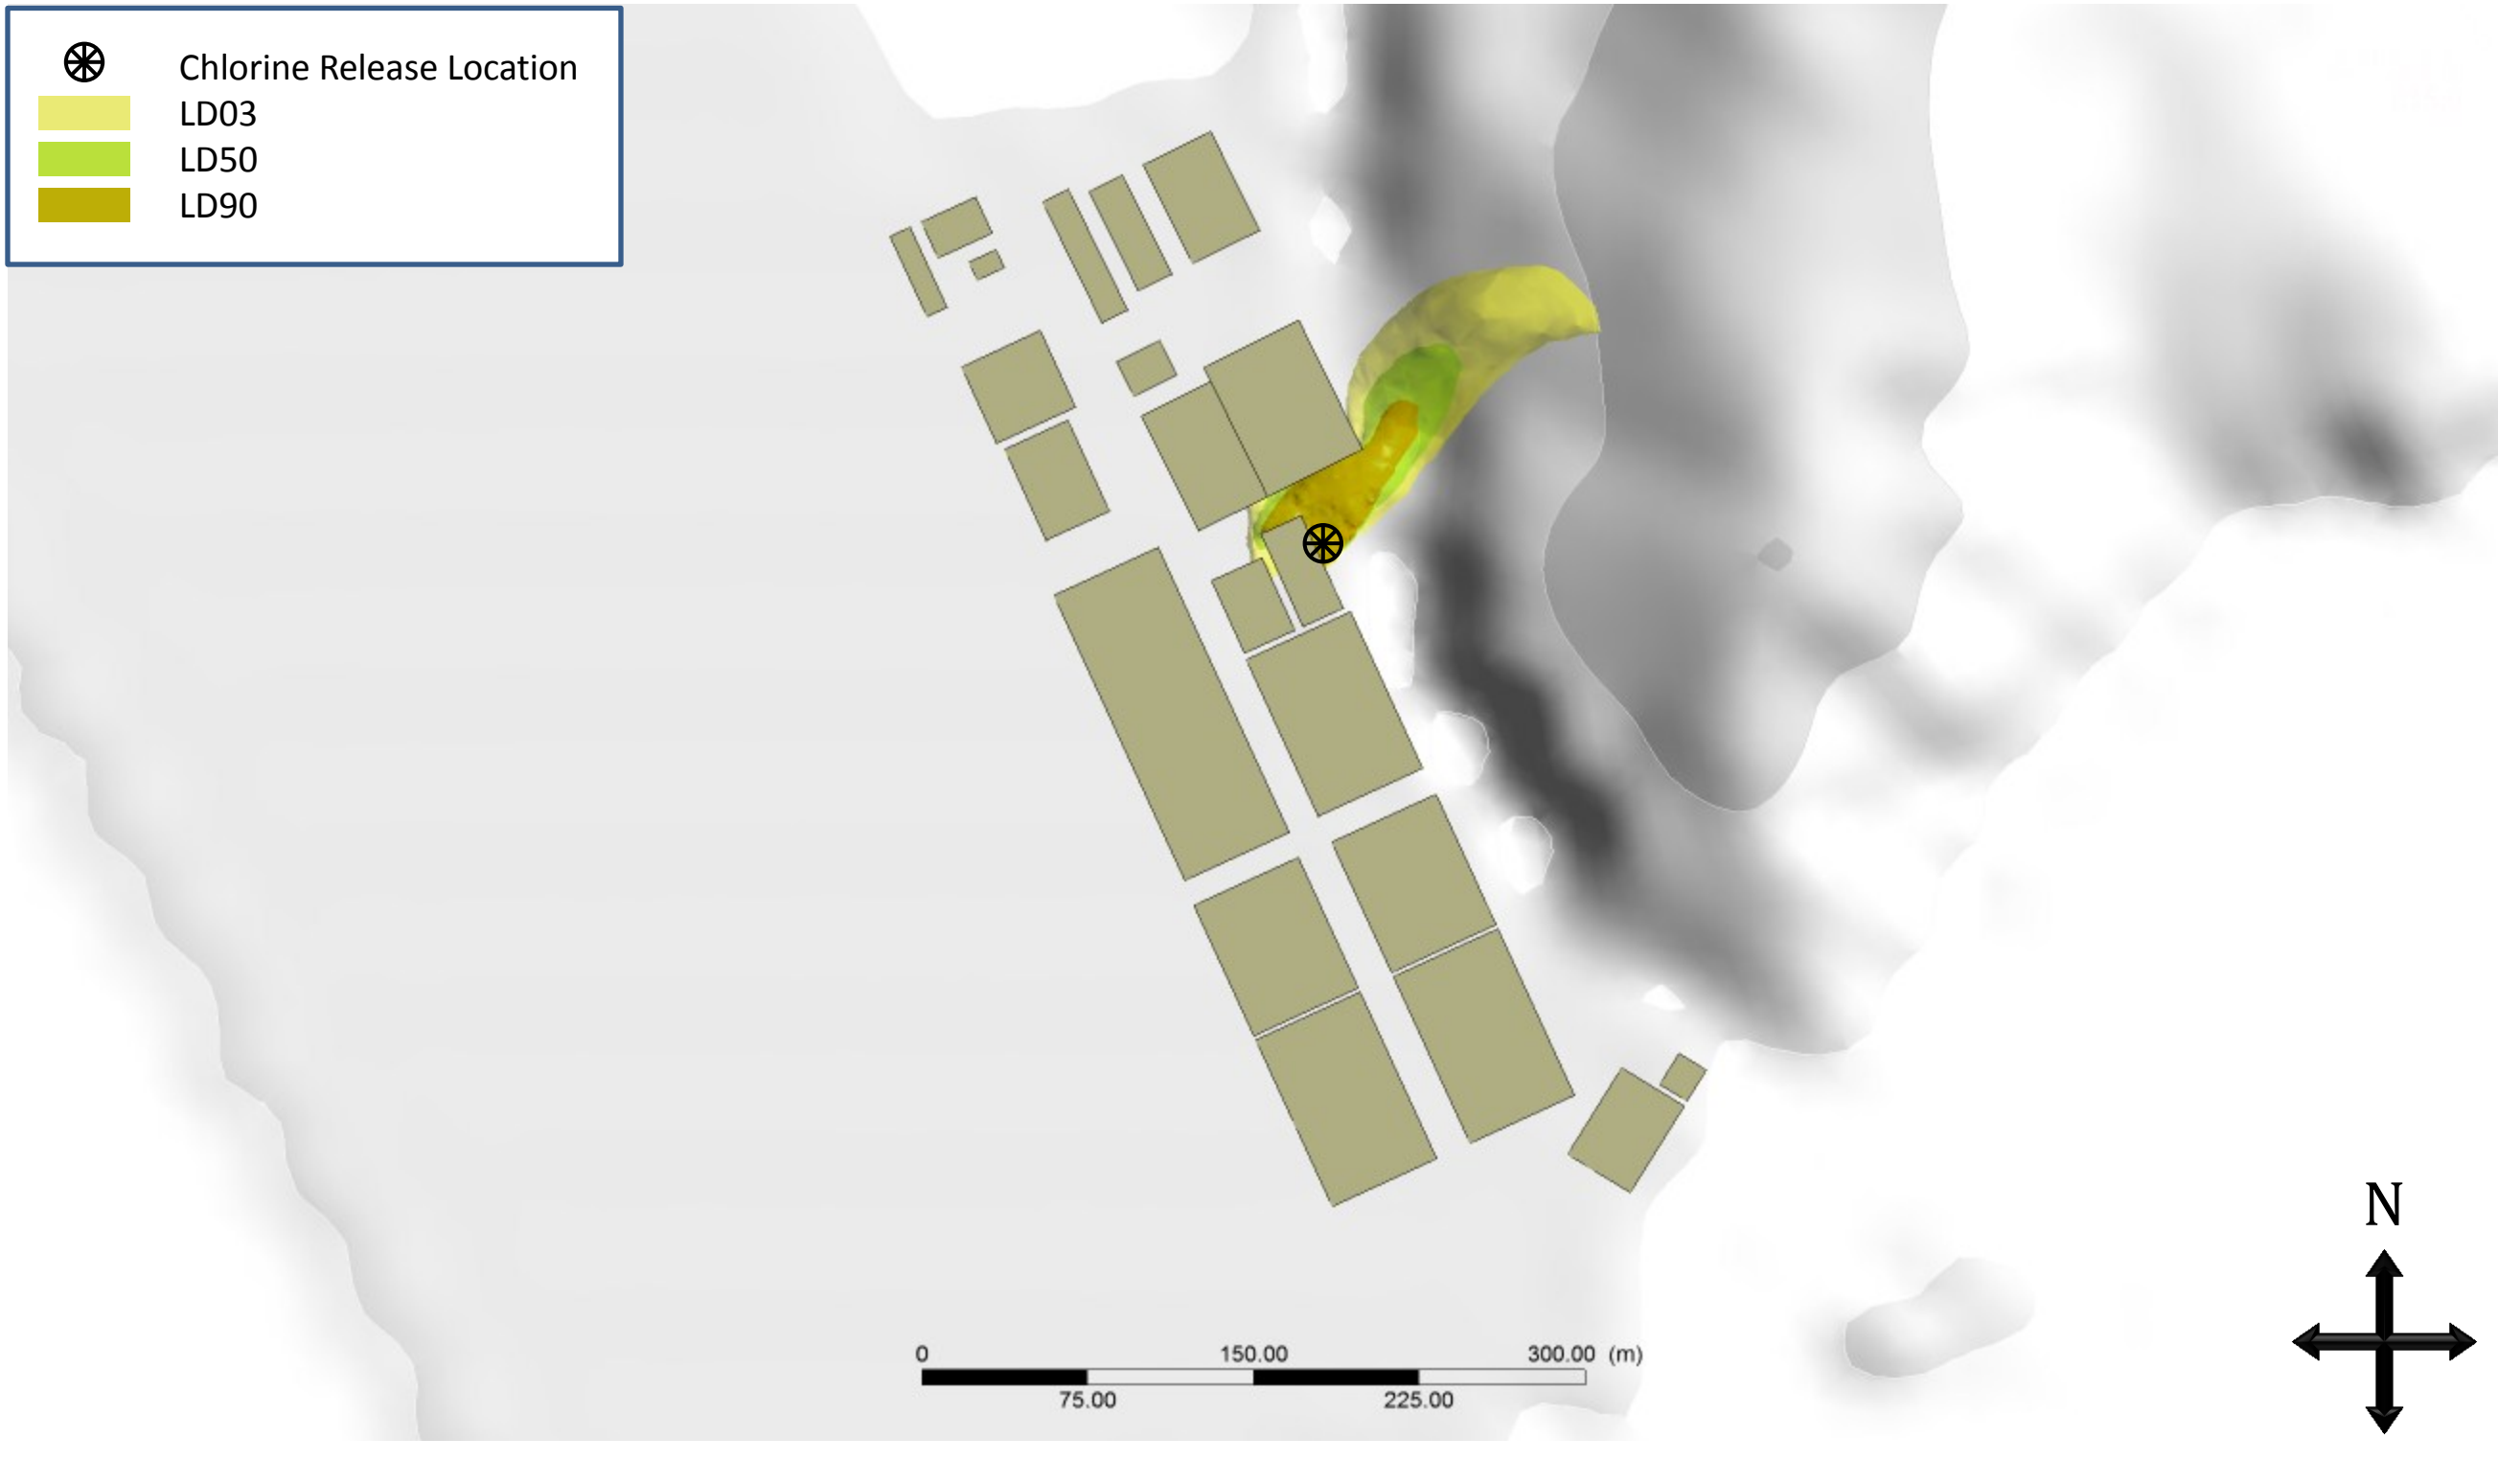 Chlorine Release Location
LD03
LD50
LD90
N
0 150.00 300.00 (m)
75.00 225.00